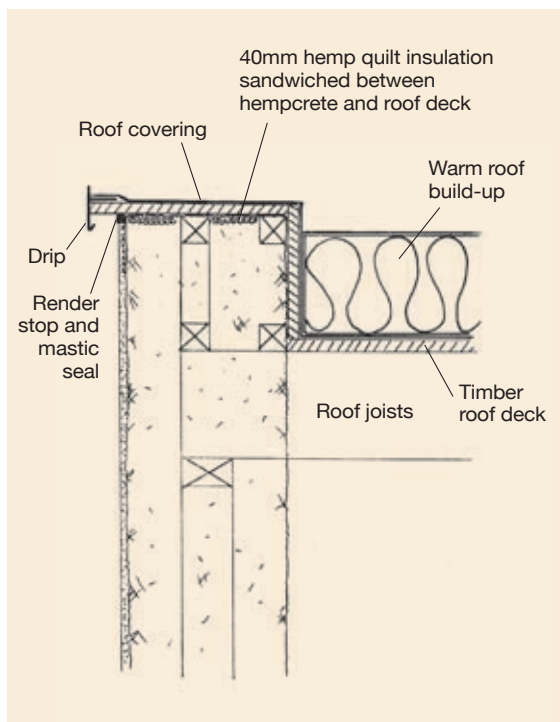 40mm hemp quilt insulation
sandwiched between
hempcrete and roof deck
Roof covering
Warm roof
build-up
Drip
Render
stop and
mastic
seal
Timber
roof deck
Roof joists